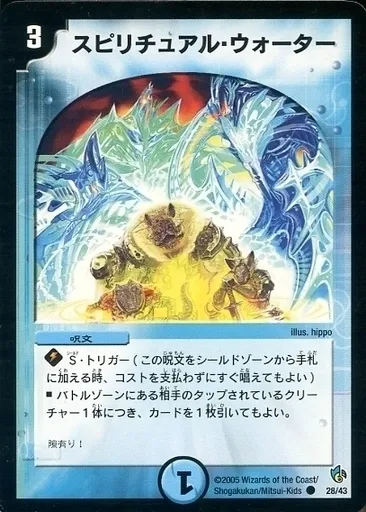 3
スピリチュアル・ウォーター
illus. hippo
呪文
S・トリガー(この呪文をシールドゾーンから手札
に加える時、コストを支払わずにすぐ唱えてもよい)
■バトルゾーンにある相手のタップされているクリー
チャー1体につき、カードを1枚引いてもよい。
隙有り!
1
©2005 Wizards of the Coast/
Shogakukan/Mitsui-Kids ● 28/43